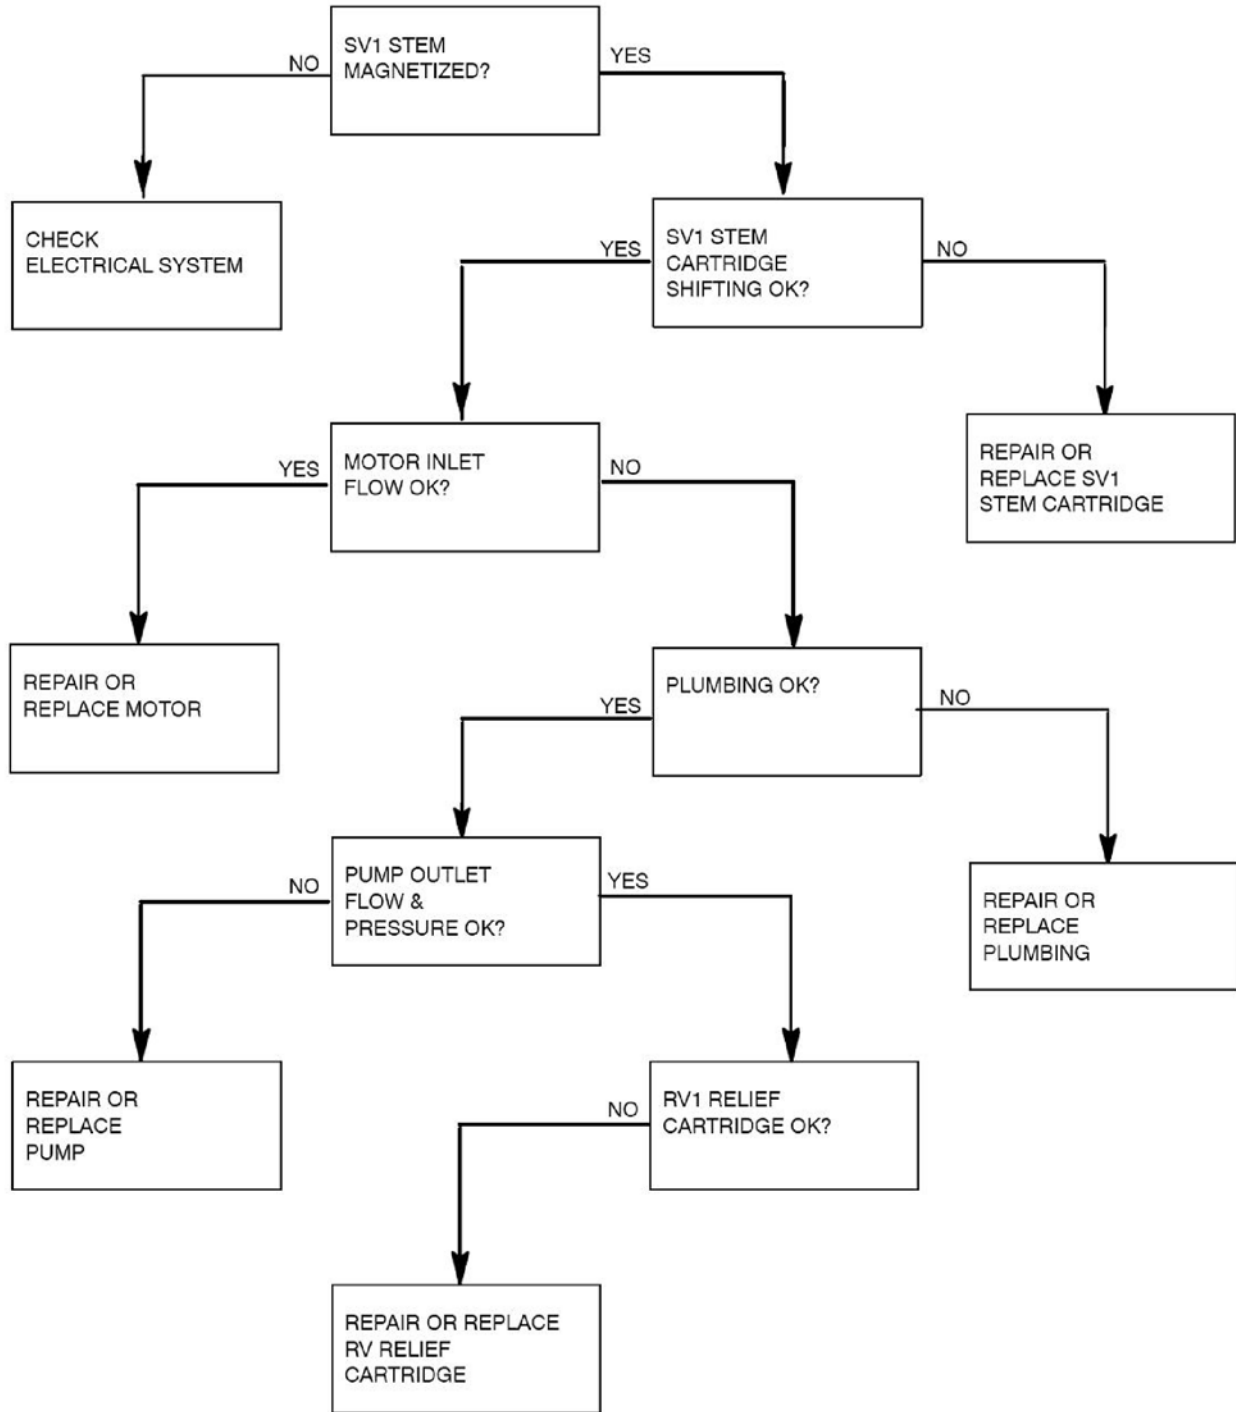 SV1 STEM
MAGNETIZED?
NO
YES
CHECK
ELECTRICAL SYSTEM
SV1 STEM
CARTRIDGE
SHIFTING OK?
YES
NO
MOTOR INLET
FLOW OK?
YES
NO
REPAIR OR
REPLACE SV1
STEM CARTRIDGE
REPAIR OR
REPLACE MOTOR
PLUMBING OK?
YES
NO
PUMP OUTLET
FLOW &
PRESSURE OK?
NO
YES
REPAIR OR
REPLACE
PLUMBING
REPAIR OR
REPLACE
PUMP
RV1 RELIEF
CARTRIDGE OK?
NO
REPAIR OR REPLACE
RV RELIEF
CARTRIDGE